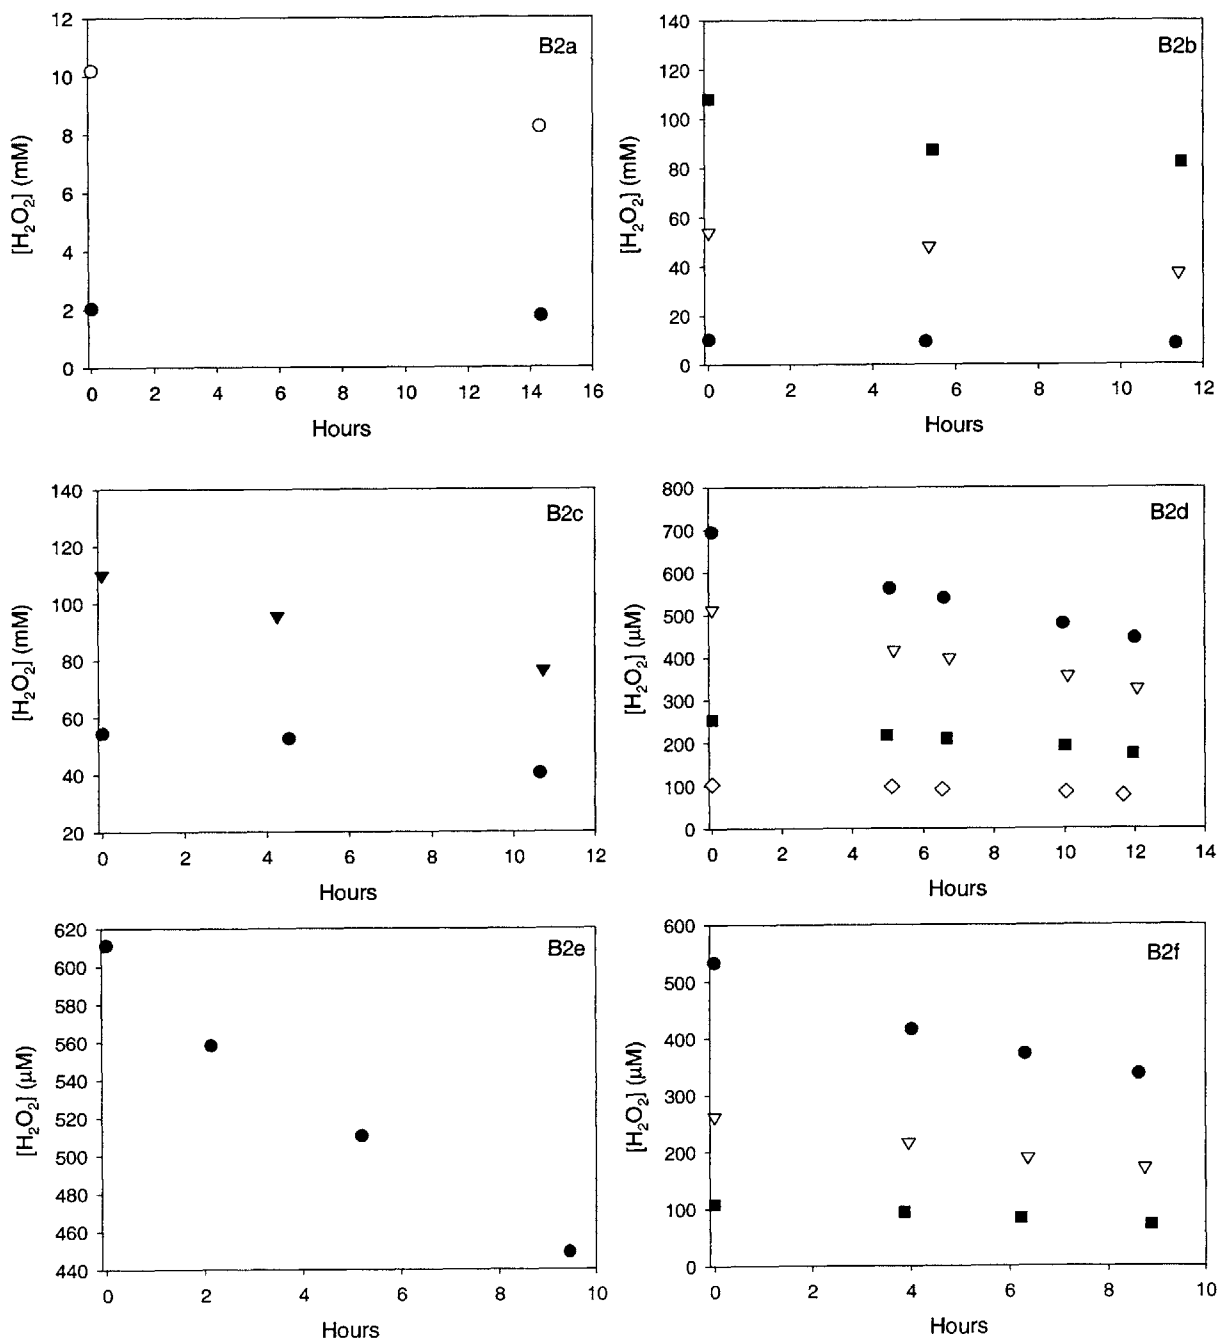 B2a
[H₂O₂] (mM)
12
10
8
6
4
2
0
0 2 4 6 8 10 12 14 16
Hours
B2b
[H₂O₂] (mM)
140
120
100
80
60
40
20
0
0 2 4 6 8 10 12
Hours
B2c
[H₂O₂] (mM)
140
120
100
80
60
40
20
0 2 4 6 8 10 12
Hours
B2d
[H₂O₂] (μM)
800
700
600
500
400
300
200
100
0
0 2 4 6 8 10 12 14
Hours
B2e
[H₂O₂] (μM)
620
600
580
560
540
520
500
480
460
440
0 2 4 6 8 10
Hours
B2f
[H₂O₂] (μM)
600
500
400
300
200
100
0
0 2 4 6 8 10
Hours